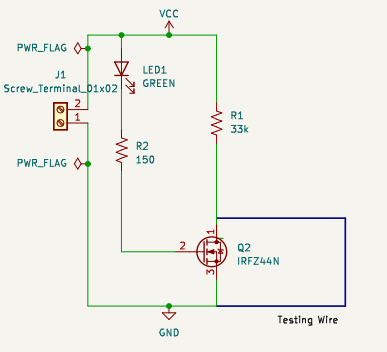 VCC
PWR_FLAG
J1
Screw_Terminal_01x02
2
1
PWR_FLAG
LED1
GREEN
R2
150
R1
33k
1
2
Q2
IRFZ44N
3
Testing Wire
GND